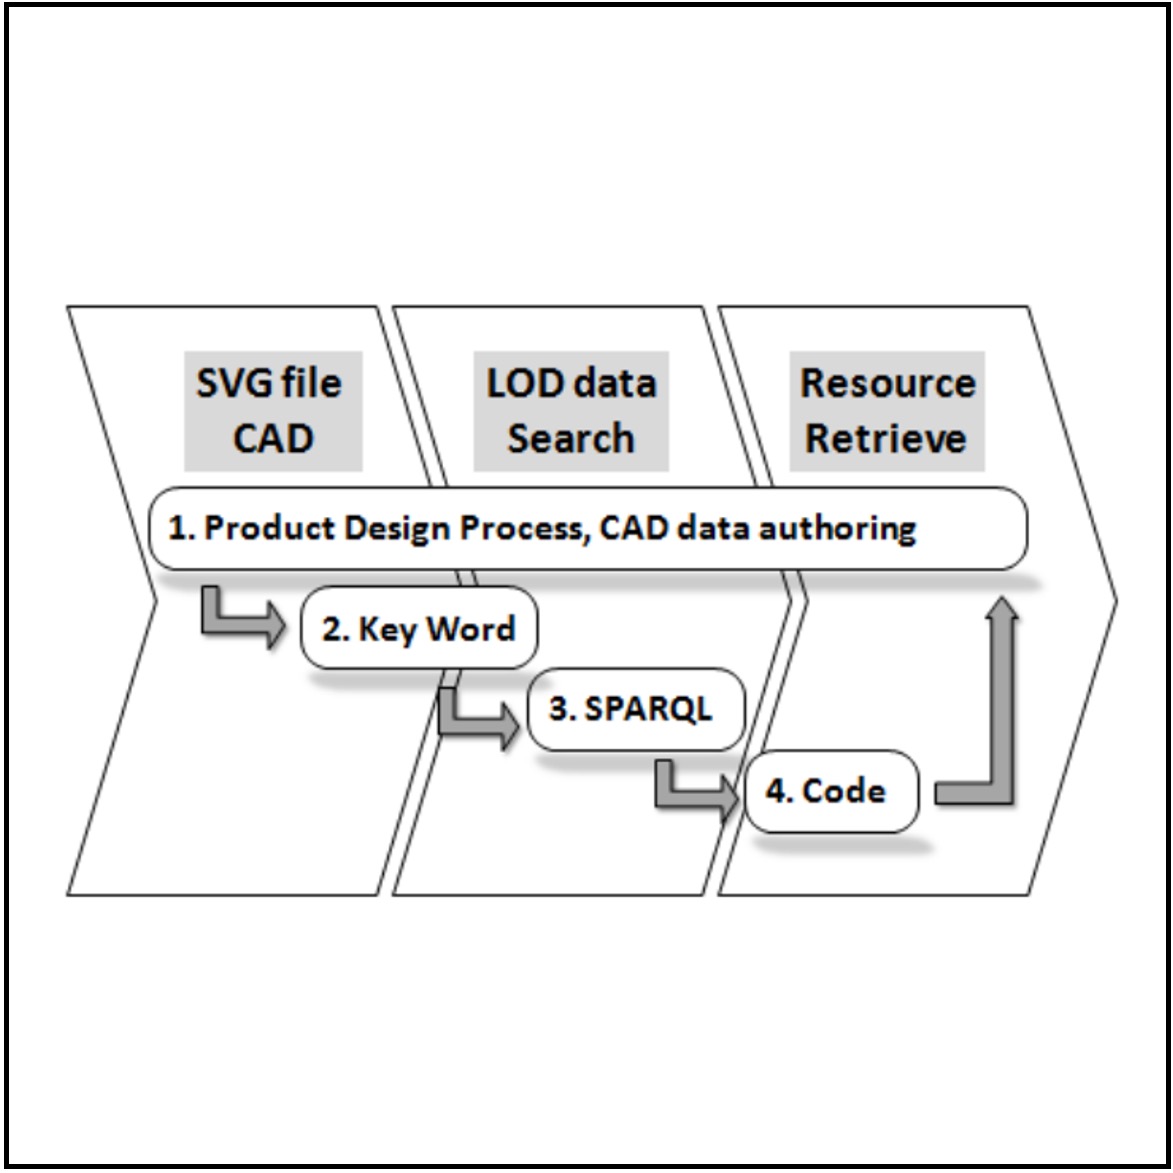 SVG file
CAD
LOD data
Search
Resource
Retrieve
1. Product Design Process, CAD data authoring
2. Key Word
3. SPARQL
4. Code